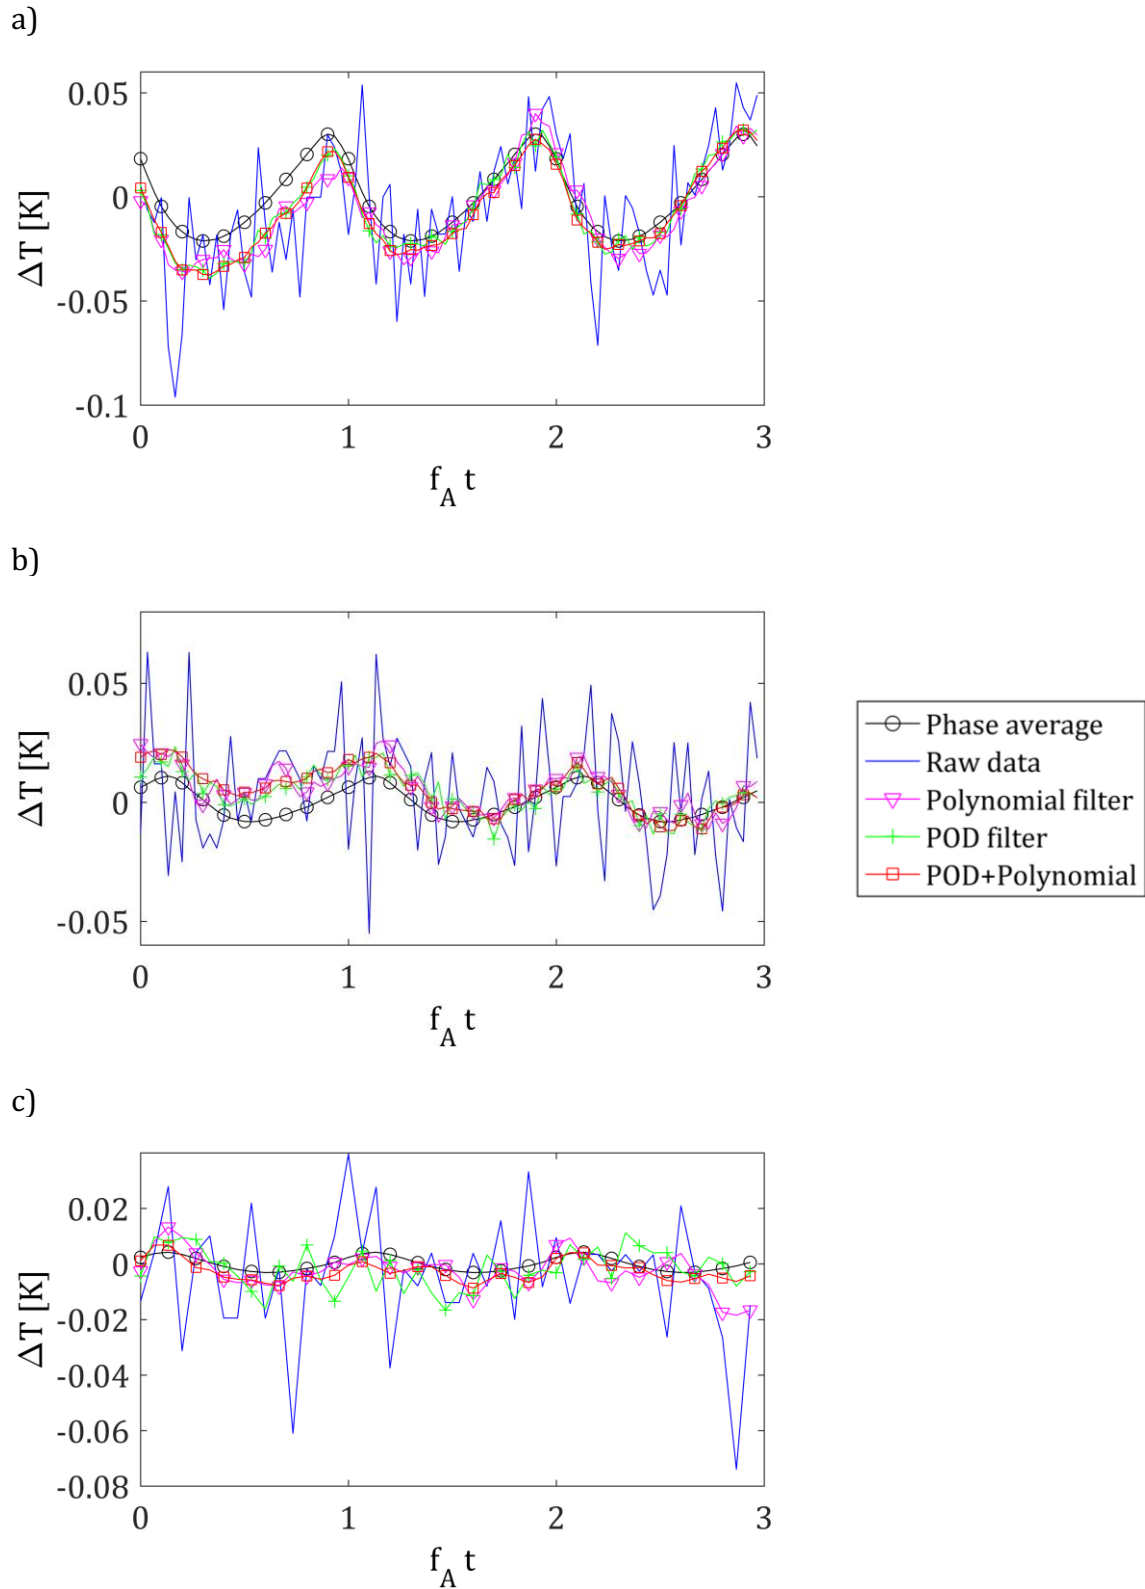 a)
0.05
0
-0.05
-0.1
ΔT [K]
0 1 2 3
f_A t
b)
0.05
0
-0.05
ΔT [K]
0 1 2 3
f_A t
Phase average
Raw data
Polynomial filter
POD filter
POD+Polynomial
c)
0.02
0
-0.02
-0.04
-0.06
-0.08
ΔT [K]
0 1 2 3
f_A t